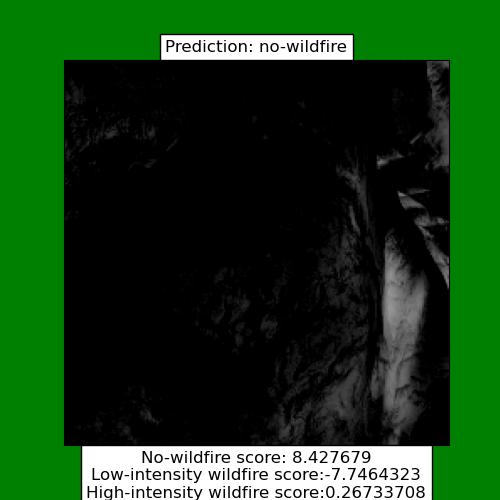 Prediction: no-wildfire
No-wildfire score: 8.427679
Low-intensity wildfire score:-7.7464323
High-intensity wildfire score:0.26733708